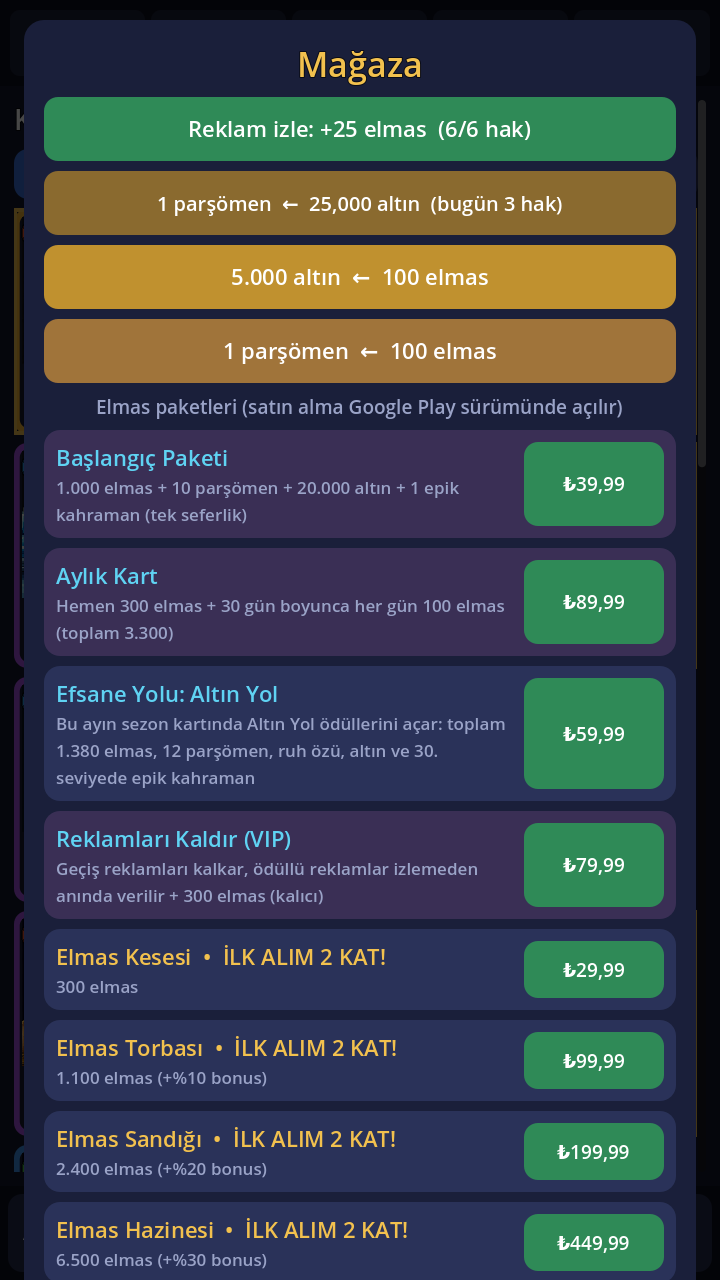 Mağaza
Reklam izle: +25 elmas (6/6 hak)
1 parşömen ← 25,000 altın (bugün 3 hak)
5.000 altın ← 100 elmas
1 parşömen ← 100 elmas
Elmas paketleri (satın alma Google Play sürümünde açılır)
Başlangıç Paketi
1.000 elmas + 10 parşömen + 20.000 altın + 1 epik
kahraman (tek seferlik)
₺39,99
Aylık Kart
Hemen 300 elmas + 30 gün boyunca her gün 100 elmas
(toplam 3.300)
₺89,99
Efsane Yolu: Altın Yol
Bu ayın sezon kartında Altın Yol ödüllerini açar: toplam
1.380 elmas, 12 parşömen, ruh özü, altın ve 30.
seviyede epik kahraman
₺59,99
Reklamları Kaldır (VIP)
Geçiş reklamları kalkar, ödüllü reklamlar izlemeden
anında verilir + 300 elmas (kalıcı)
₺79,99
Elmas Kesesi • İLK ALIM 2 KAT!
300 elmas
₺29,99
Elmas Torbası • İLK ALIM 2 KAT!
1.100 elmas (+%10 bonus)
₺99,99
Elmas Sandığı • İLK ALIM 2 KAT!
2.400 elmas (+%20 bonus)
₺199,99
Elmas Hazinesi • İLK ALIM 2 KAT!
6.500 elmas (+%30 bonus)
₺449,99